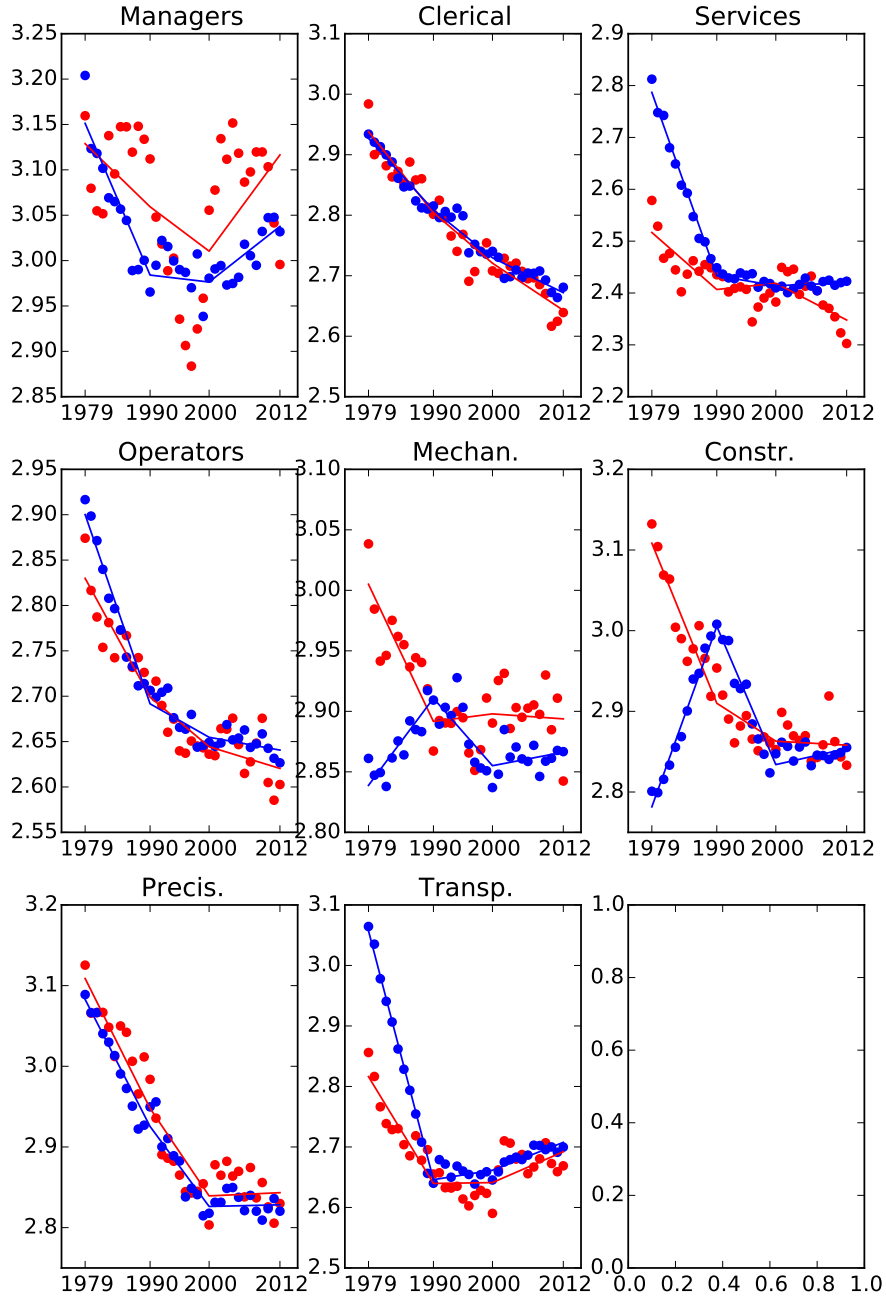 Managers Clerical Services
3.25 3.1 2.9
3.20 3.0 2.8
3.15 2.9 2.7
3.10 2.8 2.6
3.05 2.7 2.5
3.00 2.6 2.4
2.95 2.5 2.3
2.90 2.2
2.85
1979 1990 2000 2012 1979 1990 2000 2012 1979 1990 2000 2012
Operators Mechan. Constr.
2.95 3.10 3.2
2.90 3.05 3.1
2.85 3.00 3.0
2.80 2.95 2.9
2.75 2.90 2.8
2.70 2.85 2.7
2.65 2.80
2.60
2.55
1979 1990 2000 2012 1979 1990 2000 2012 1979 1990 2000 2012
Precis. Transp.
3.2 3.1 1.0
3.1 3.0 0.8
3.0 2.9 0.6
2.9 2.8 0.4
2.8 2.7 0.2
2.6 0.0
2.5
1979 1990 2000 2012 1979 1990 2000 2012 0.0 0.2 0.4 0.6 0.8 1.0